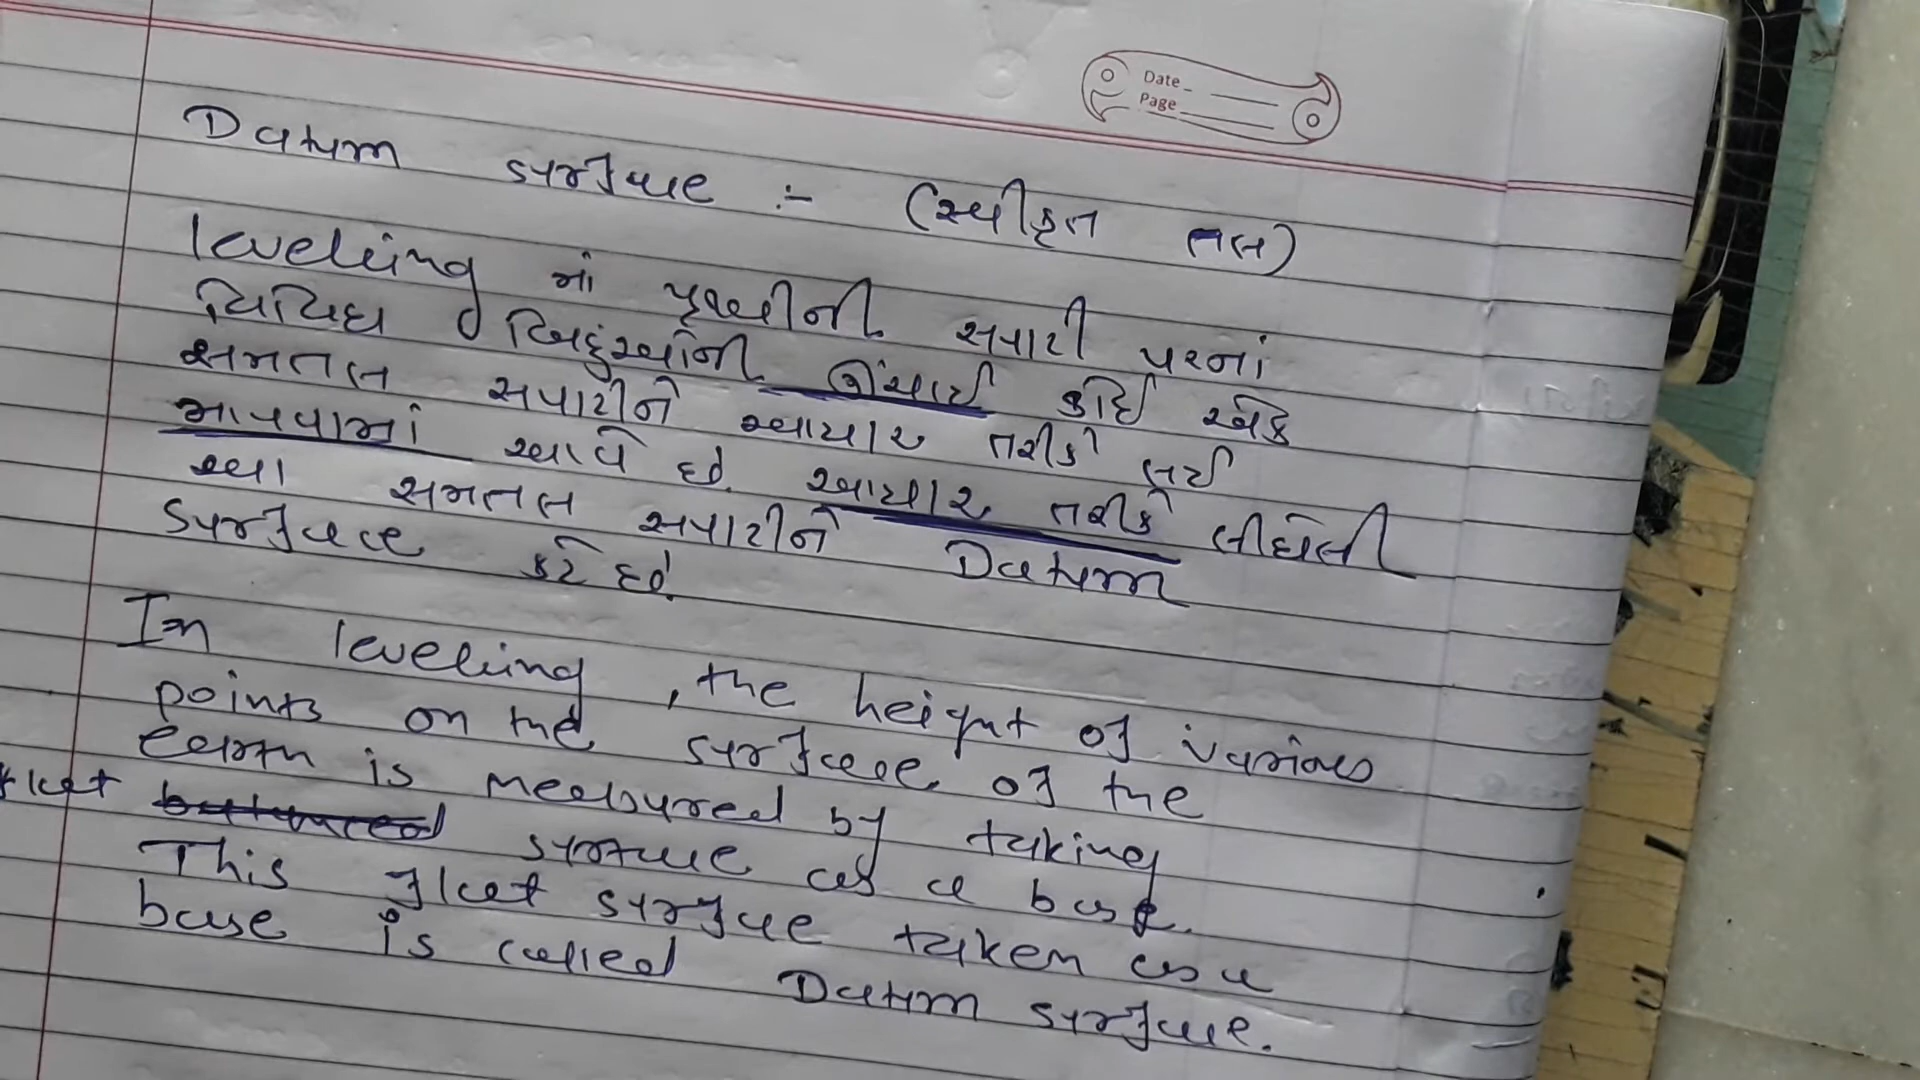 Date
Page
Datum surface :- (સ્વીકૃત તલ)
leveleing માં પૃથ્વીની સપાટી પરનાં
વિવિધ બિંદુઓની ઊંચાઈ કોઈ એક
સમતલ સપાટીને આધાર તરીકે લઈ
માપવામાં આવે છે. આધાર તરીકે લીધેલી
આ સમતલ સપાટીને Datum
Surface કહે છે.
In leveling, the height of various
points on the surface of the
earth is measured by taking
flat surface as a base.
This flat surface taken as a
base is called Datum surface.